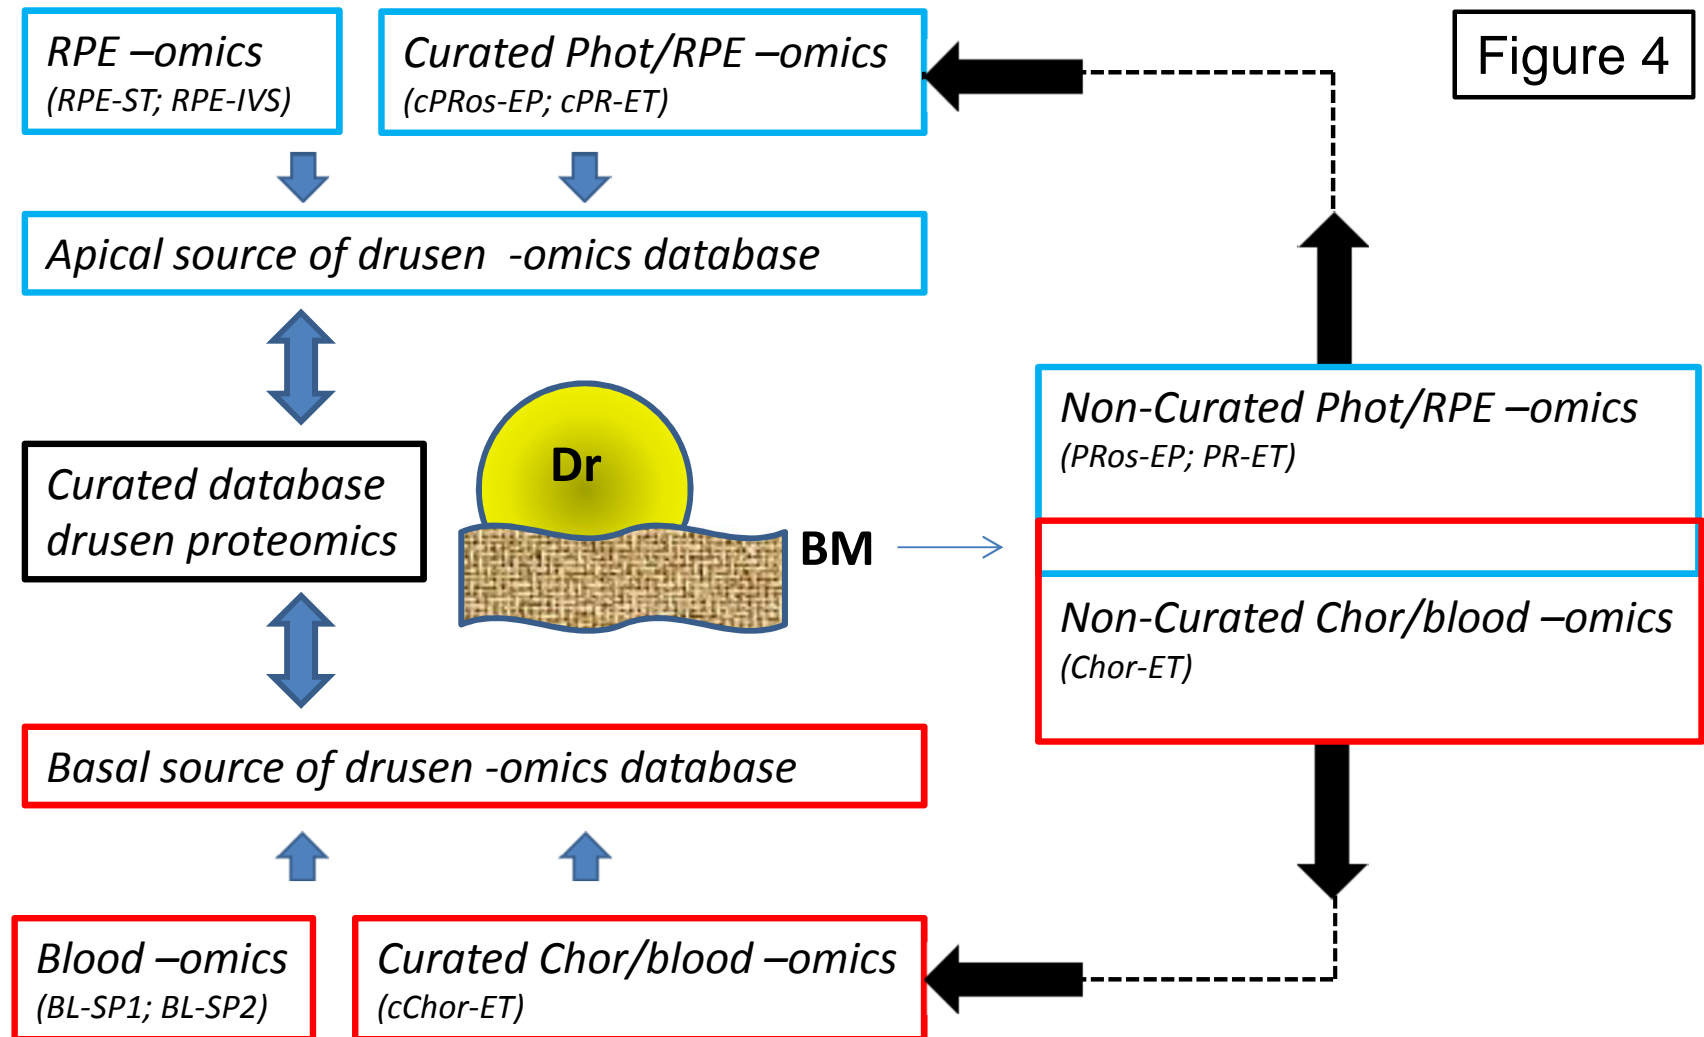 RPE –omics
(RPE-ST; RPE-IVS)
Curated Phot/RPE –omics
(cPRos-EP; cPR-ET)
Figure 4
Apical source of drusen -omics database
Non-Curated Phot/RPE –omics
(PRos-EP; PR-ET)
Curated database
drusen proteomics
Dr
BM
Non-Curated Chor/blood –omics
(Chor-ET)
Basal source of drusen -omics database
Blood –omics
(BL-SP1; BL-SP2)
Curated Chor/blood –omics
(cChor-ET)